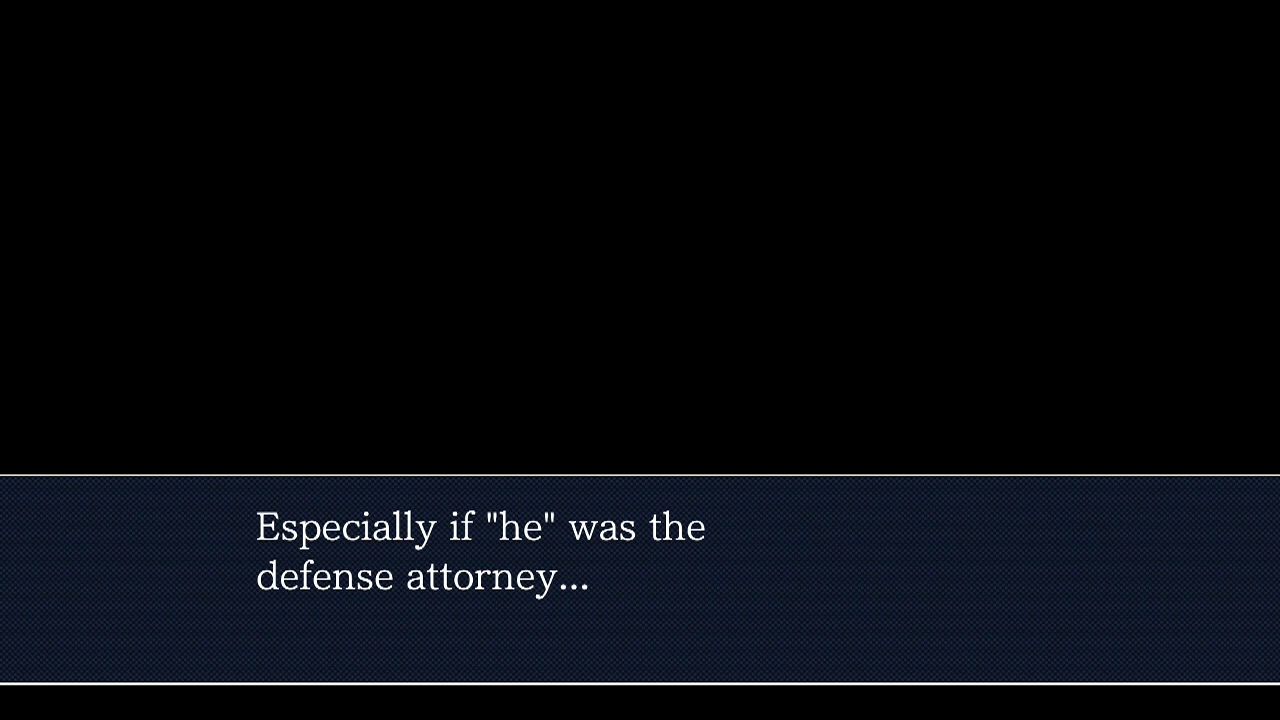 Especially if "he" was the
defense attorney...